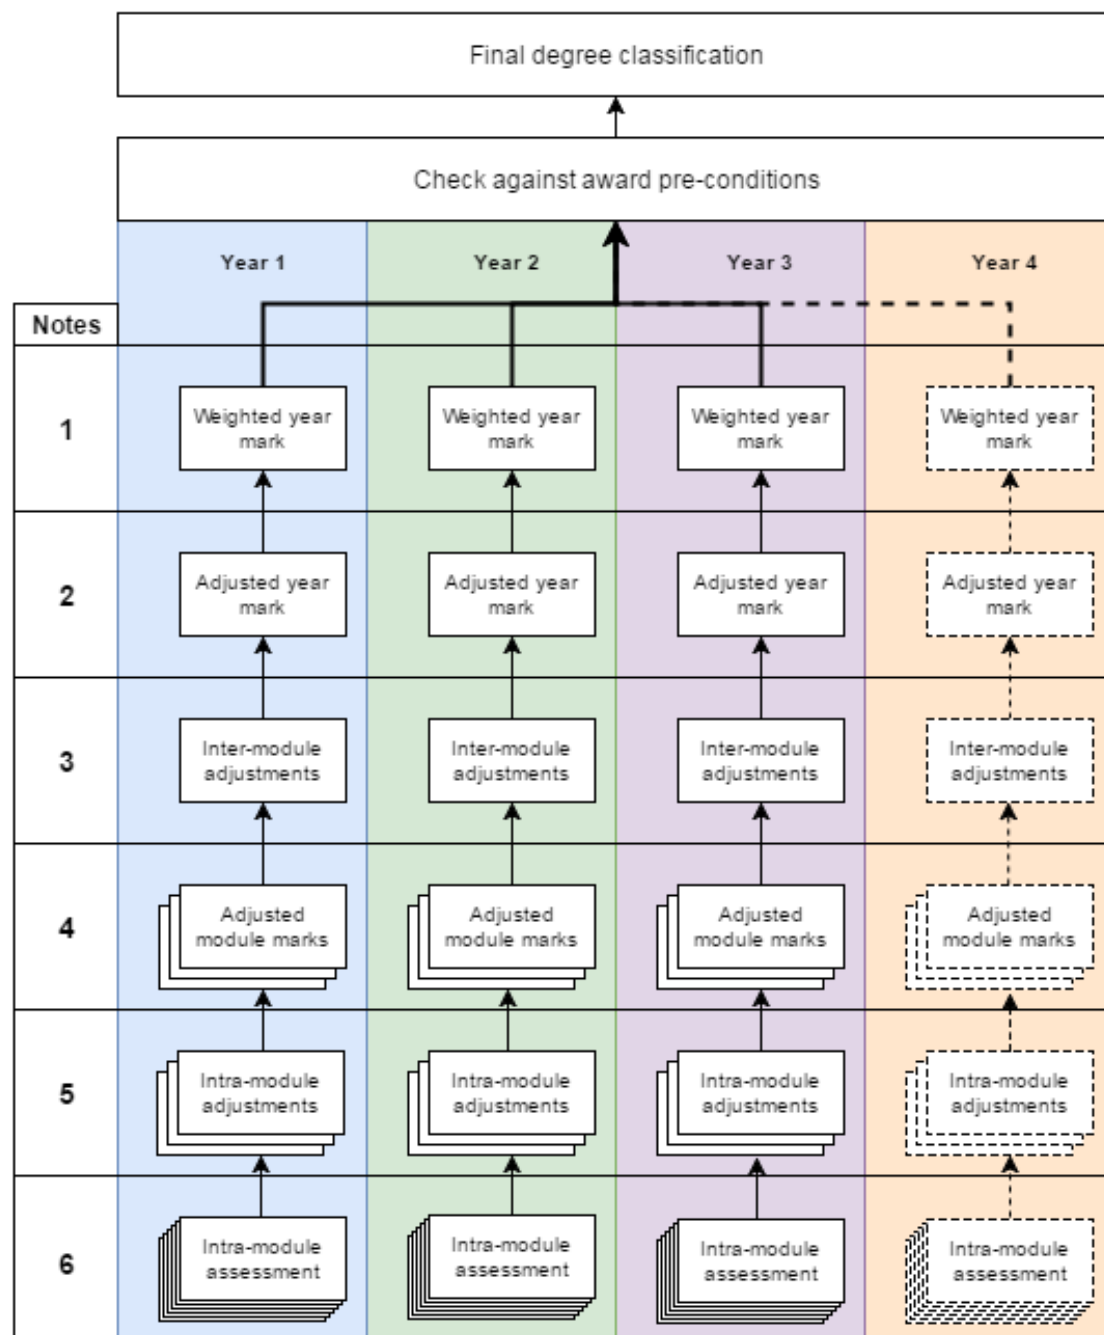 Final degree classification
Check against award pre-conditions
Year 1
Year 2
Year 3
Year 4
Notes
1
Weighted year
mark
Weighted year
mark
Weighted year
mark
Weighted year
mark
2
Adjusted year
mark
Adjusted year
mark
Adjusted year
mark
Adjusted year
mark
3
Inter-module
adjustments
Inter-module
adjustments
Inter-module
adjustments
Inter-module
adjustments
4
Adjusted
module marks
Adjusted
module marks
Adjusted
module marks
Adjusted
module marks
5
Intra-module
adjustments
Intra-module
adjustments
Intra-module
adjustments
Intra-module
adjustments
6
Intra-module
assessment
Intra-module
assessment
Intra-module
assessment
Intra-module
assessment